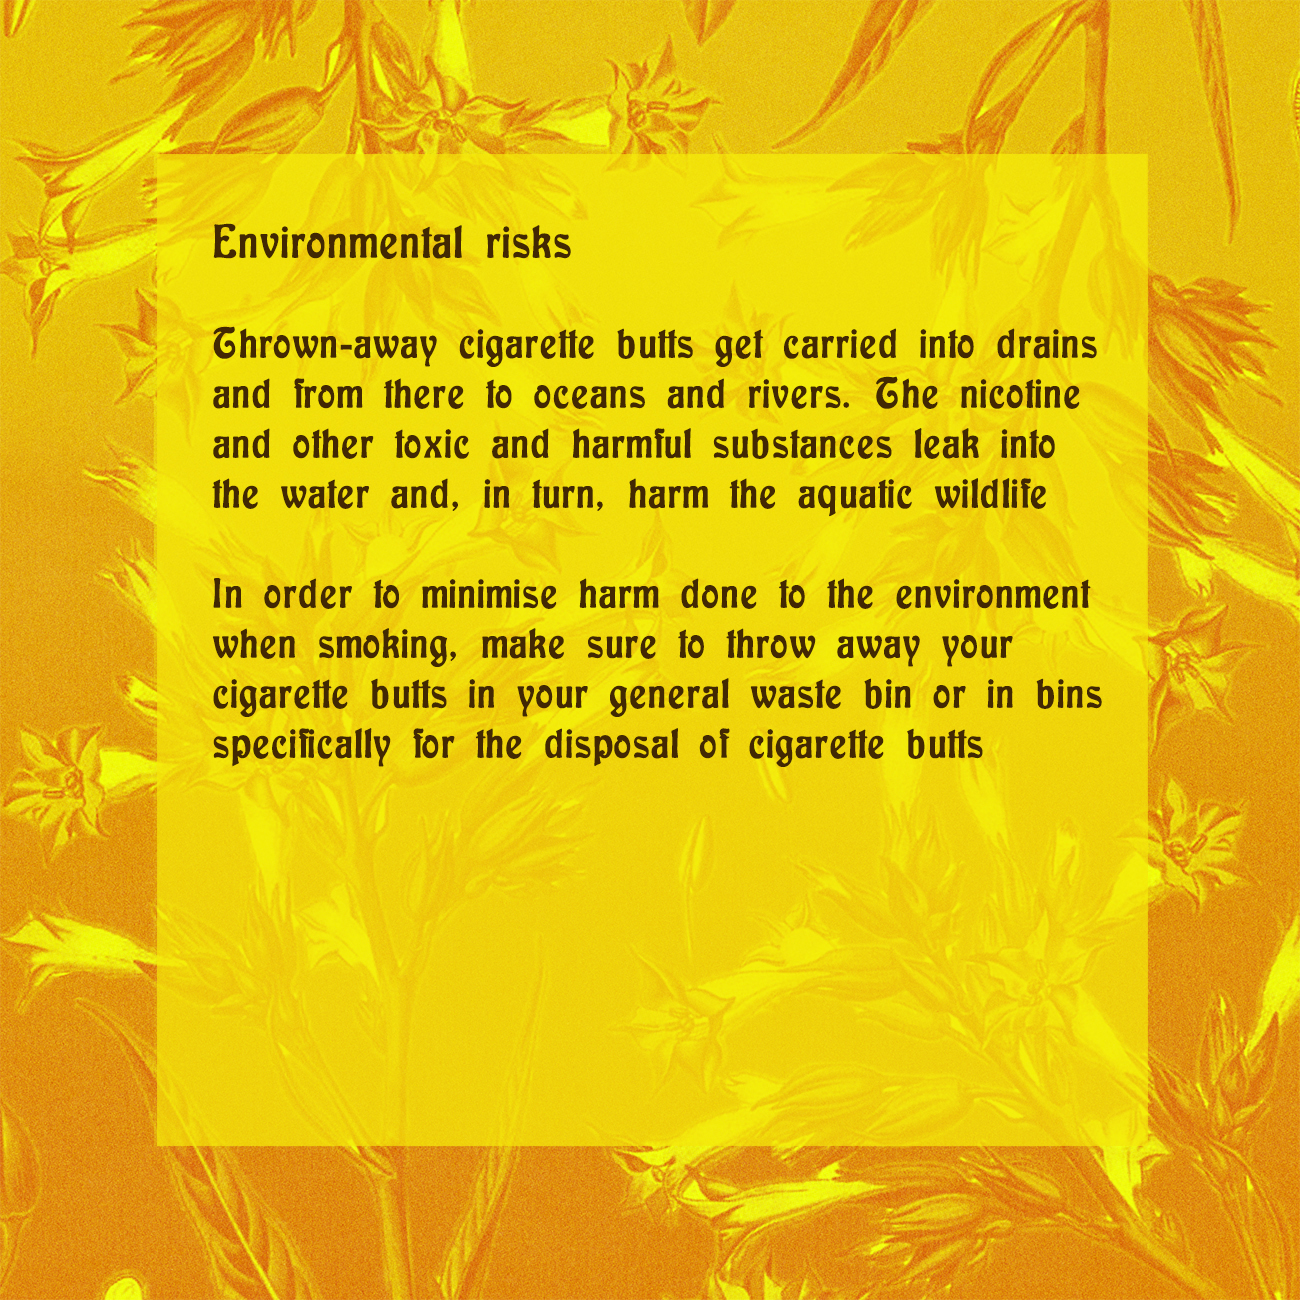 Environmental risks
Thrown-away cigarette butts get carried into drains
and from there to oceans and rivers. The nicotine
and other toxic and harmful substances leak into
the water and, in turn, harm the aquatic wildlife
In order to minimise harm done to the environment
when smoking, make sure to throw away your
cigarette butts in your general waste bin or in bins
specifically for the disposal of cigarette butts